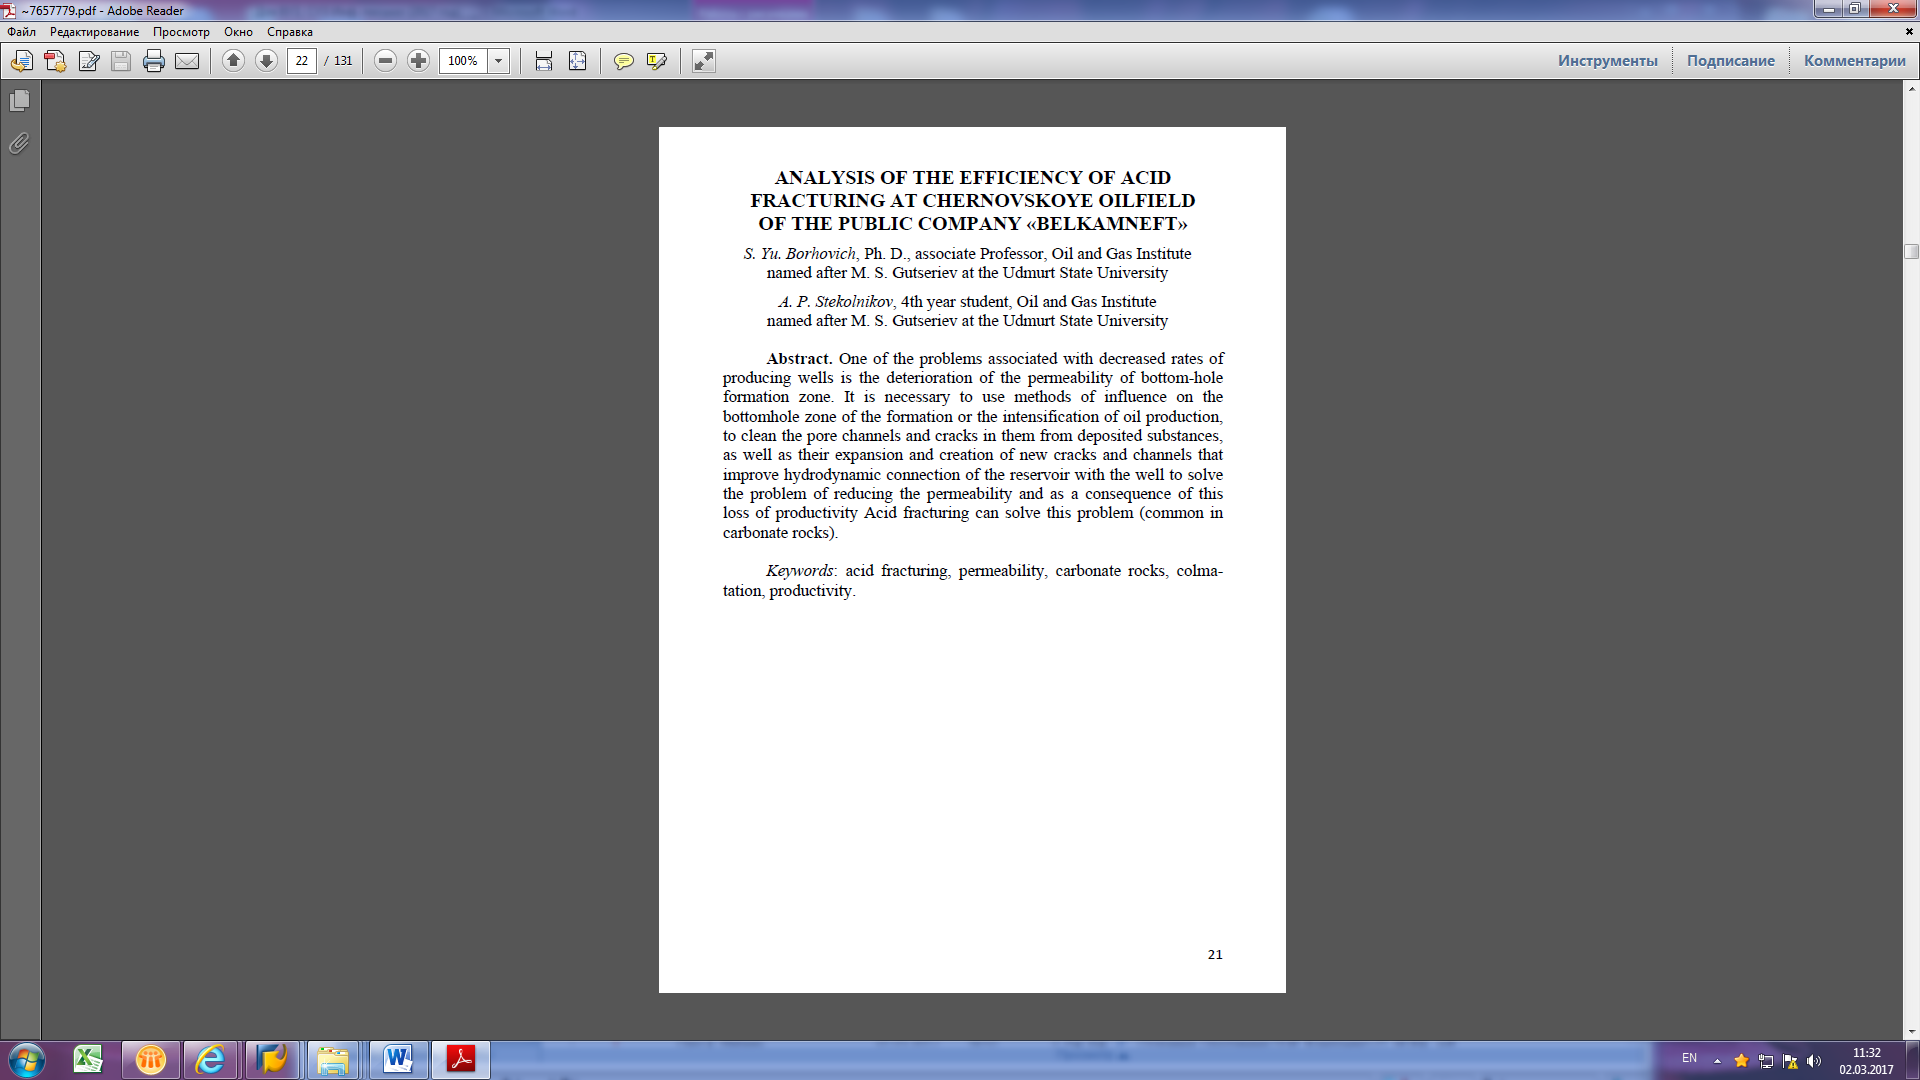 ~7657779.pdf - Adobe Reader
Файл Редактирование Просмотр Окно Справка
22 / 131 100% Инструменты Подписание Комментарии
ANALYSIS OF THE EFFICIENCY OF ACID
FRACTURING AT CHERNOVSKOYE OILFIELD
OF THE PUBLIC COMPANY «BELKAMNEFT»
S. Yu. Borhovich, Ph. D., associate Professor, Oil and Gas Institute
named after M. S. Gutseriev at the Udmurt State University
A. P. Stekolnikov, 4th year student, Oil and Gas Institute
named after M. S. Gutseriev at the Udmurt State University
Abstract. One of the problems associated with decreased rates of
producing wells is the deterioration of the permeability of bottom-hole
formation zone. It is necessary to use methods of influence on the
bottomhole zone of the formation or the intensification of oil production,
to clean the pore channels and cracks in them from deposited substances,
as well as their expansion and creation of new cracks and channels that
improve hydrodynamic connection of the reservoir with the well to solve
the problem of reducing the permeability and as a consequence of this
loss of productivity Acid fracturing can solve this problem (common in
carbonate rocks).
Keywords: acid fracturing, permeability, carbonate rocks, colma-
tation, productivity.
21
EN 11:32
02.03.2017